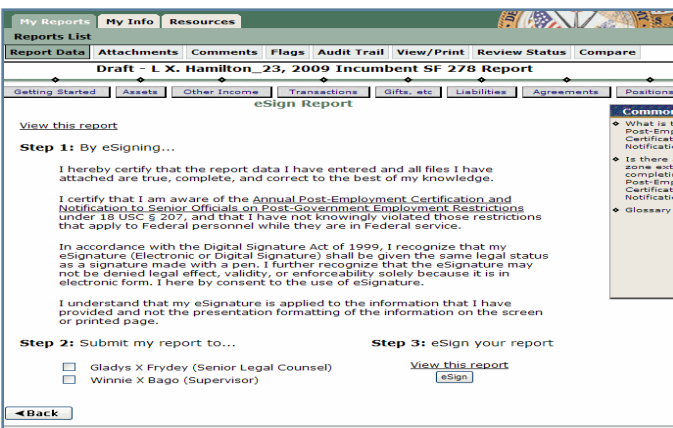 My Reports My Info Resources
Reports List
Report Data Attachments Comments Flags Audit Trail View/Print Review Status Compare
Draft - L X. Hamilton_23, 2009 Incumbent SF 278 Report
Getting Started Assets Other Income Transactions Gifts, etc Liabilities Agreements Positions
eSign Report
View this report
Step 1: By eSigning...
I hereby certify that the report data I have entered and all files I have
attached are true, complete, and correct to the best of my knowledge.
I certify that I am aware of the Annual Post-Employment Certification and
Notification to Senior Officials on Post-Government Employment Restrictions
under 18 USC § 207, and that I have not knowingly violated those restrictions
that apply to Federal personnel while they are in Federal service.
In accordance with the Digital Signature Act of 1999, I recognize that my
eSignature (Electronic or Digital Signature) shall be given the same legal status
as a signature made with a pen. I further recognize that the eSignature may
not be denied legal effect, validity, or enforceability solely because it is in
electronic form. I here by consent to the use of eSignature.
I understand that my eSignature is applied to the information that I have
provided and not the presentation formatting of the information on the screen
or printed page.
Step 2: Submit my report to...
Gladys X Frydey (Senior Legal Counsel)
Winnie X Bago (Supervisor)
Step 3: eSign your report
View this report
eSign
Back
Commo
What is t
Post-Emp
Certificat
Notificati
Is there
zone ext
completi
Post-Emp
Certificat
Notificati
Glossary